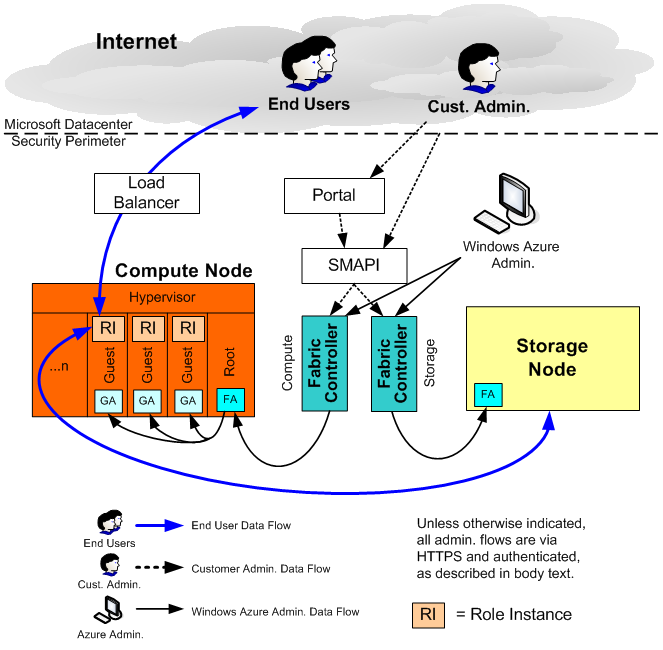 Internet
End Users
Cust. Admin.
Microsoft Datacenter
Security Perimeter
Load
Balancer
Portal
SMAPI
Windows Azure
Admin.
Compute Node
Hypervisor
...n
RI
RI
RI
Guest
Guest
Guest
Root
GA
GA
GA
FA
Compute
Fabric
Controller
Fabric
Controller
Storage
Storage
Node
FA
End Users
End User Data Flow
Cust. Admin.
Customer Admin. Data Flow
Azure Admin.
Windows Azure Admin. Data Flow
Unless otherwise indicated,
all admin. flows are via
HTTPS and authenticated,
as described in body text.
RI = Role Instance